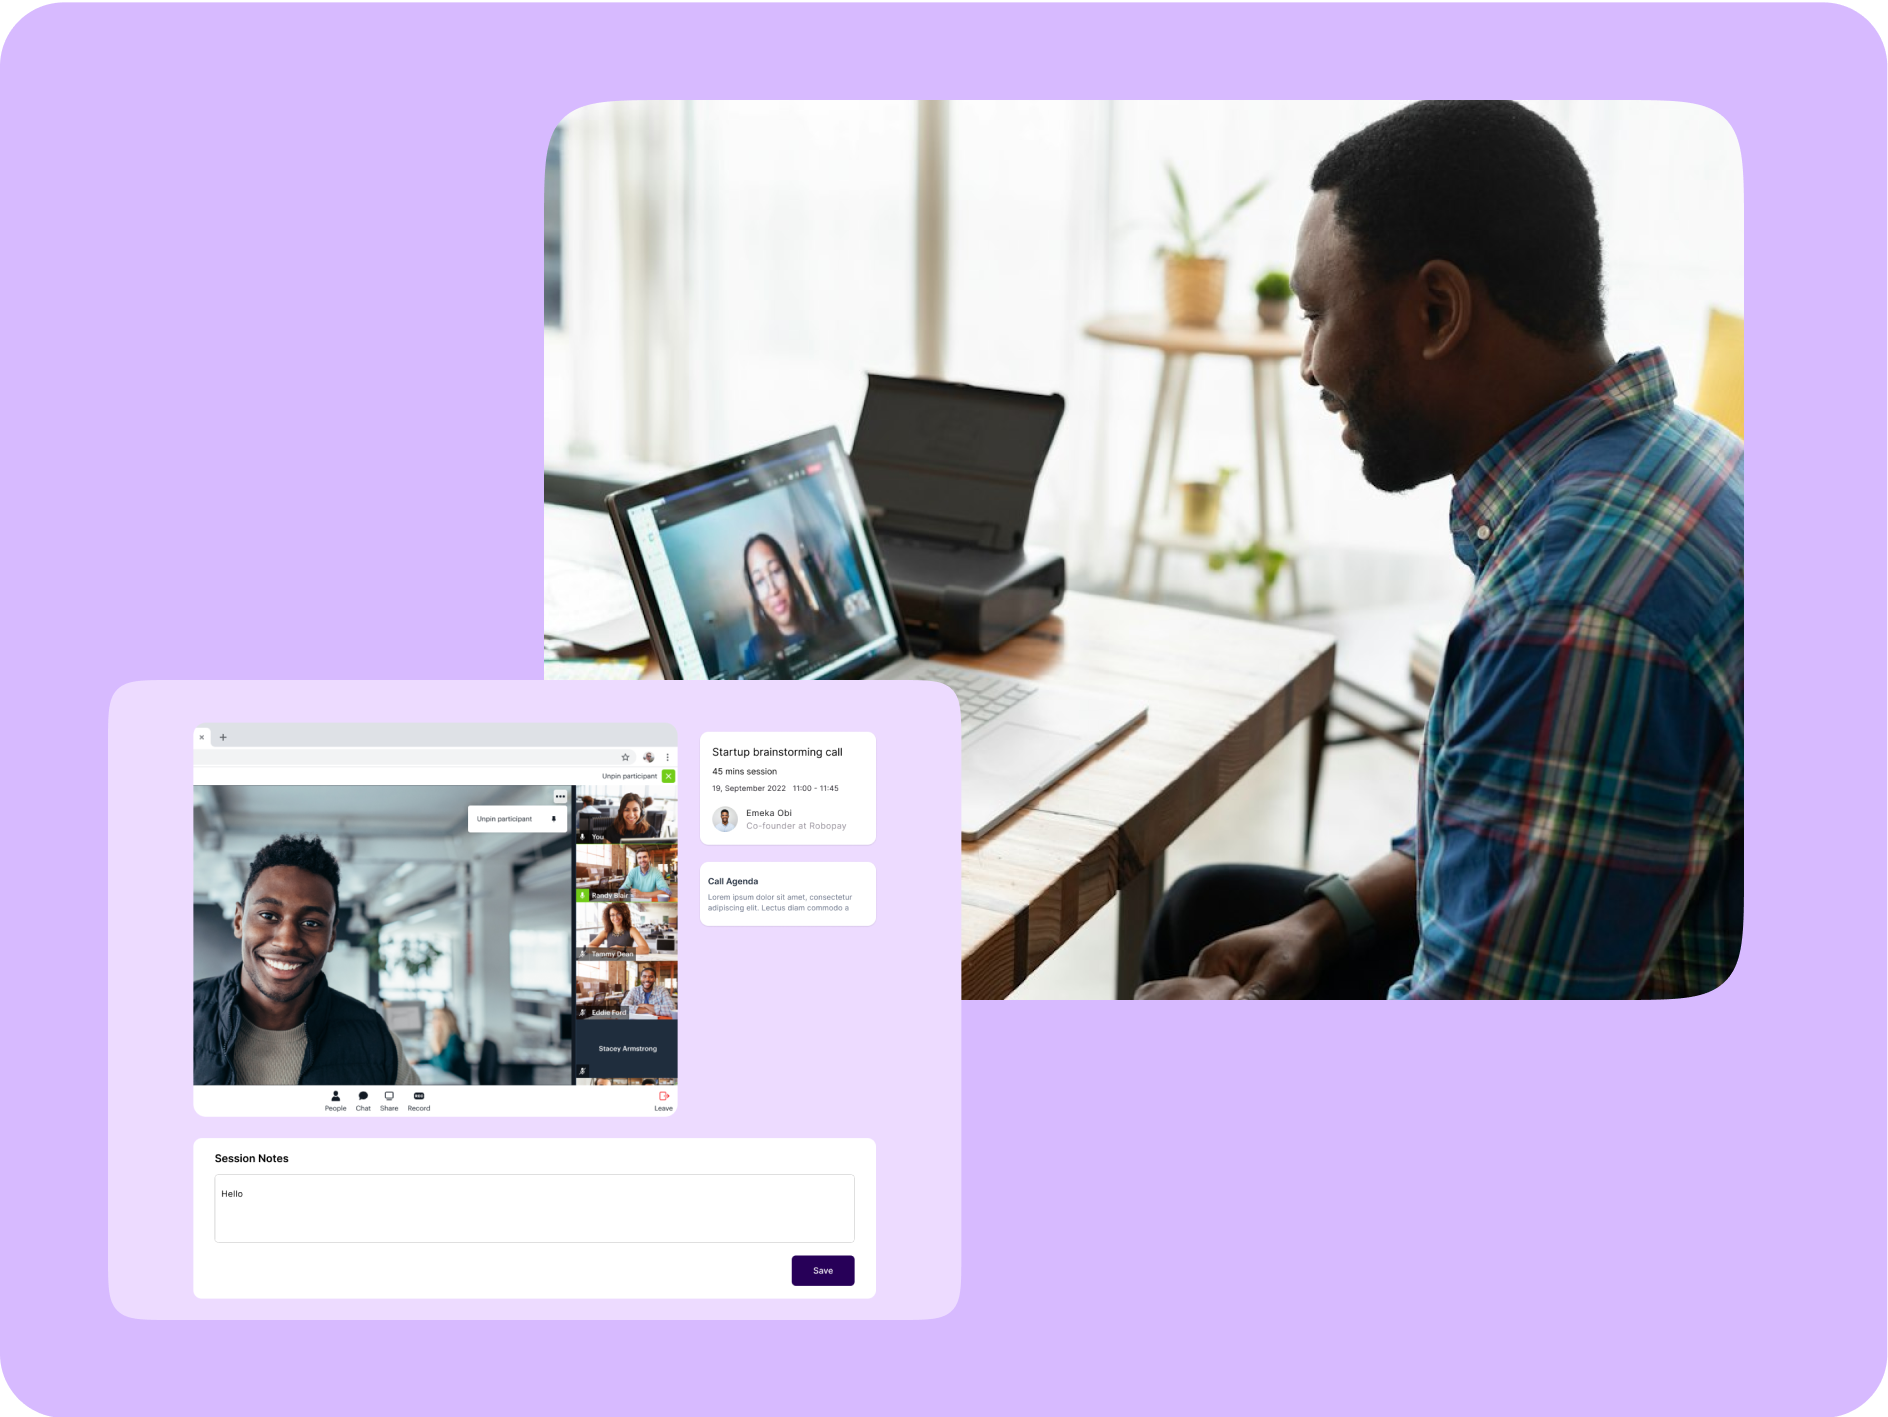 Unpin participant
Unpin participant
You
Randy Blair
Tammy Dean
Eddie Ford
Stacey Armstrong
People Chat Share Record Leave
Startup brainstorming call
45 mins session
19, September 2022 11:00 - 11:45
Emeka Obi
Co-founder at Robopay
Call Agenda
Lorem ipsum dolor sit amet, consectetur
adipiscing elit. Lectus diam commodo a
Session Notes
Hello
Save